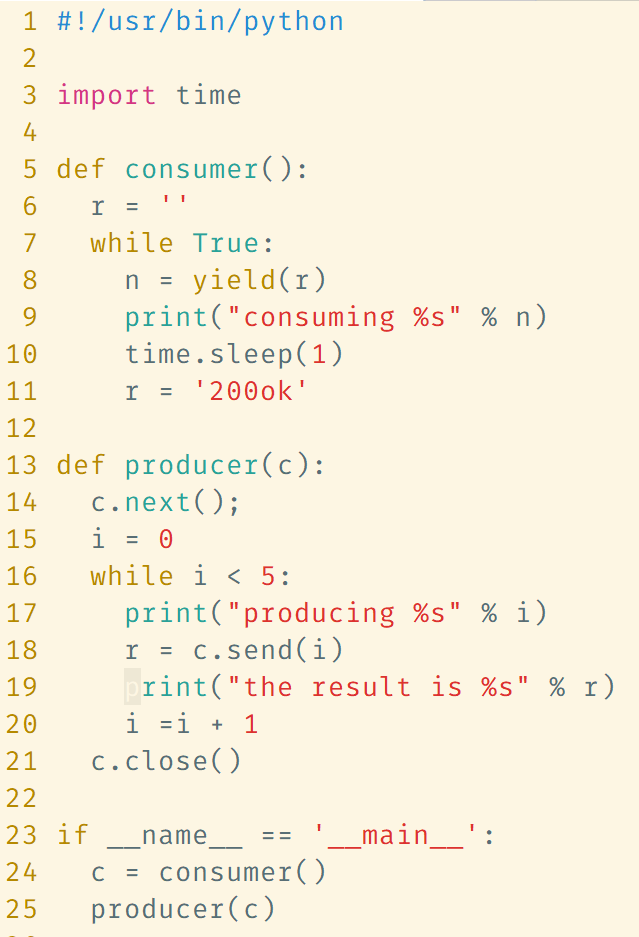 1 #!/usr/bin/python
2
3 import time
4
5 def consumer():
6   r = ''
7   while True:
8     n = yield(r)
9     print("consuming %s" % n)
10     time.sleep(1)
11     r = '200ok'
12
13 def producer(c):
14   c.next();
15   i = 0
16   while i < 5:
17     print("producing %s" % i)
18     r = c.send(i)
19     print("the result is %s" % r)
20     i =i + 1
21   c.close()
22
23 if __name__ == '__main__':
24   c = consumer()
25   producer(c)